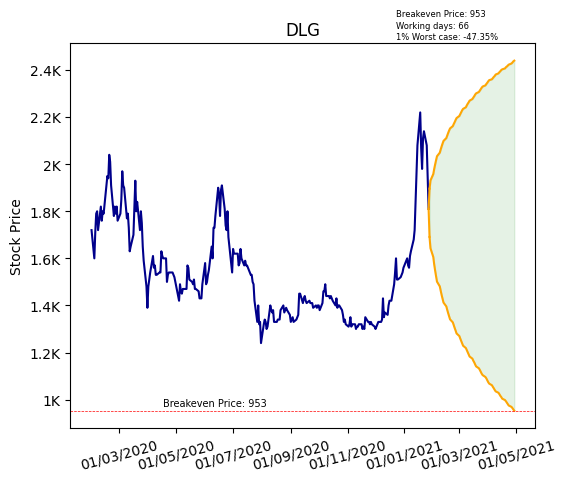 Breakeven Price: 953
Working days: 66
1% Worst case: -47.35%
DLG
Stock Price
2.4K
2.2K
2K
1.8K
1.6K
1.4K
1.2K
1K
Breakeven Price: 953
01/03/2020
01/05/2020
01/07/2020
01/09/2020
01/11/2020
01/01/2021
01/03/2021
01/05/2021